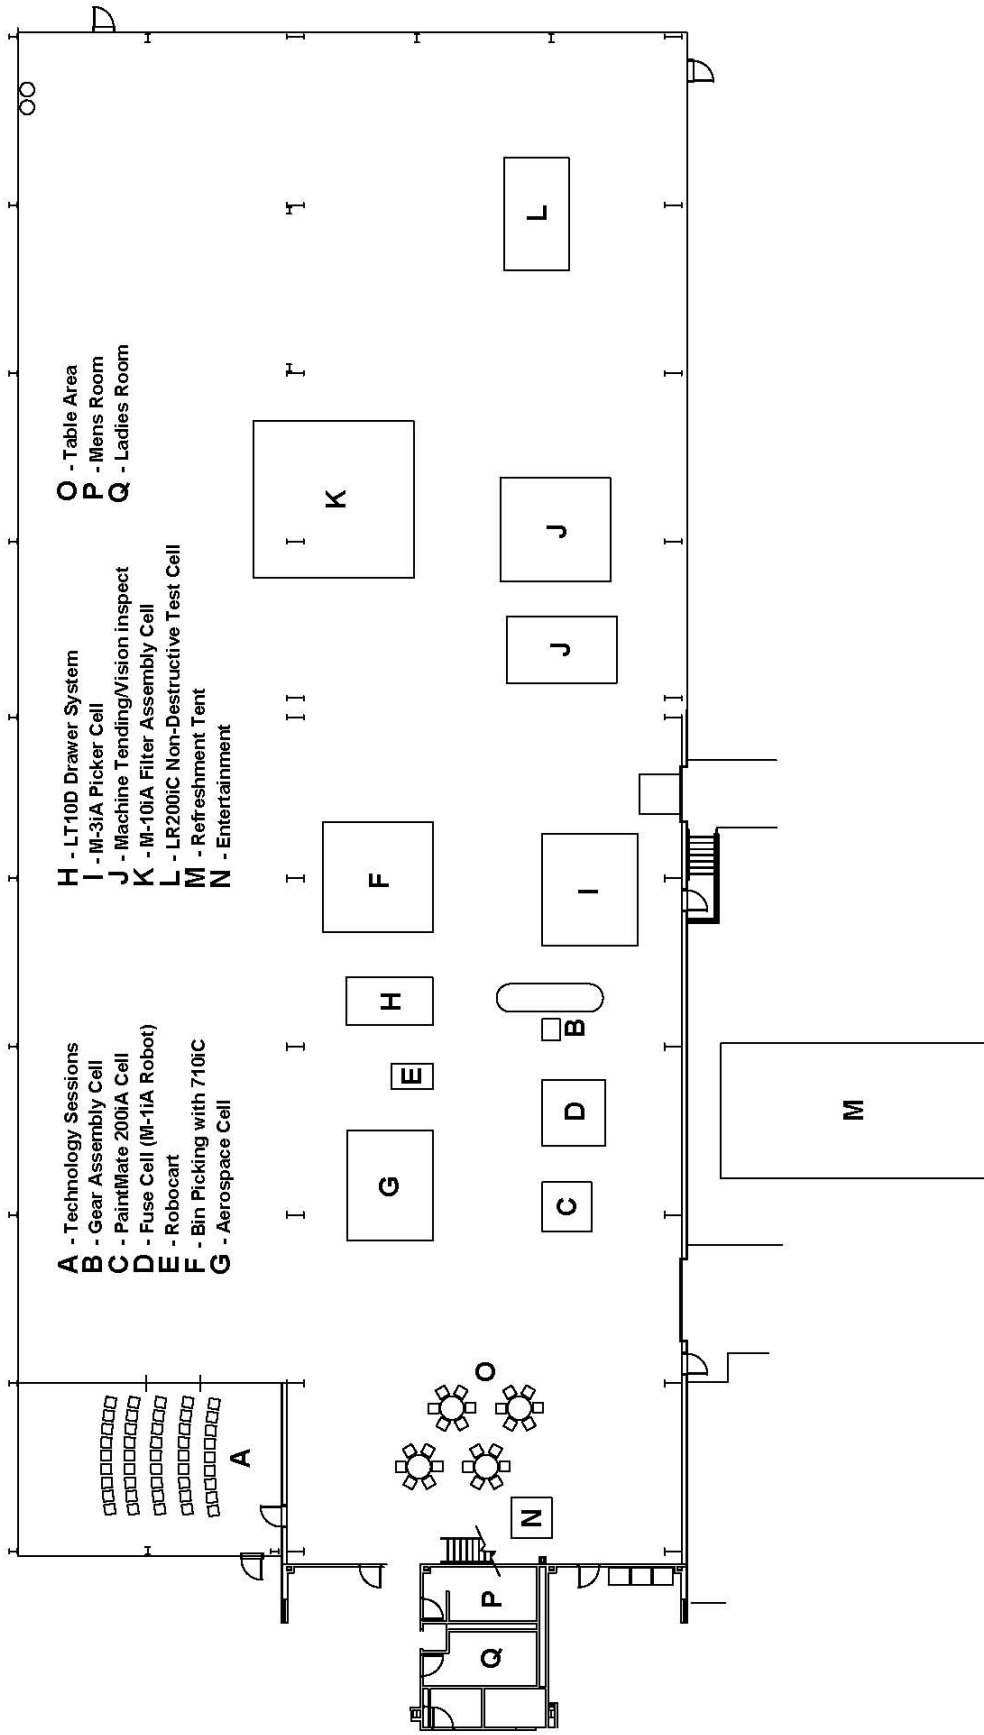 A - Technology Sessions
B - Gear Assembly Cell
C - PaintMate 200iA Cell
D - Fuse Cell (M-1iA Robot)
E - Robocart
F - Bin Picking with 710iC
G - Aerospace Cell
H - LT10D Drawer System
I - M-3iA Picker Cell
J - Machine Tending/Vision inspect
K - M-10iA Filter Assembly Cell
L - LR200iC Non-Destructive Test Cell
M - Refreshment Tent
N - Entertainment
O - Table Area
P - Mens Room
Q - Ladies Room
A
K
L
F
H
E
G
O
J
J
I
B
D
C
N
P
Q
M